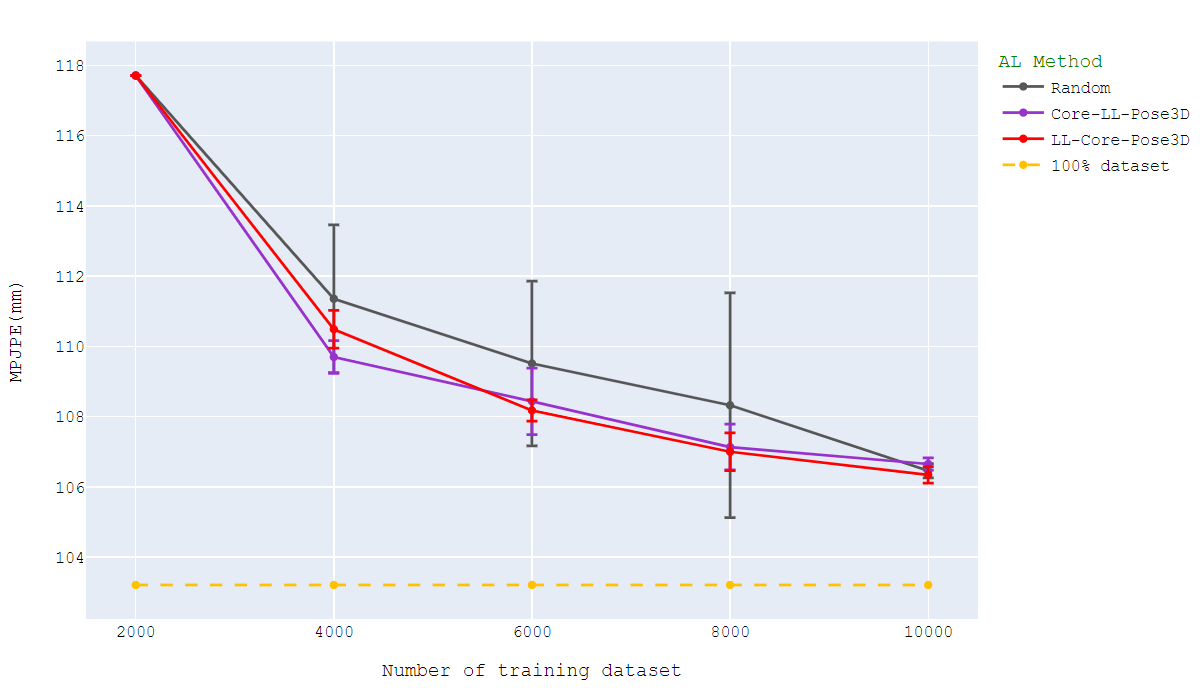 118
116
114
112
110
108
106
104
MPJPE(mm)
2000 4000 6000 8000 10000
Number of training dataset
AL Method
Random
Core-LL-Pose3D
LL-Core-Pose3D
100% dataset